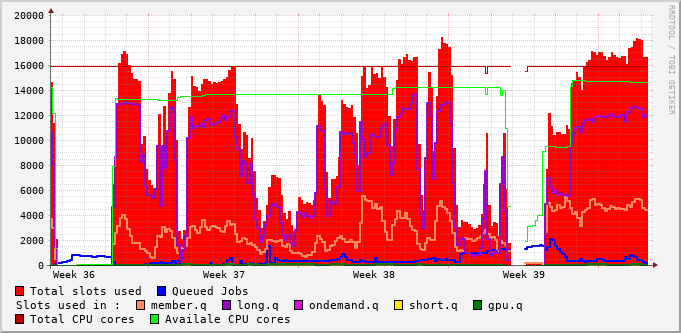 20000
18000
16000
14000
12000
10000
8000
6000
4000
2000
0
Week 36 Week 37 Week 38 Week 39
Total slots used Queued Jobs
Slots used in : member.q long.q ondemand.q short.q gpu.q
Total CPU cores Availale CPU cores
RRDTOOL / TOBI OETIKER